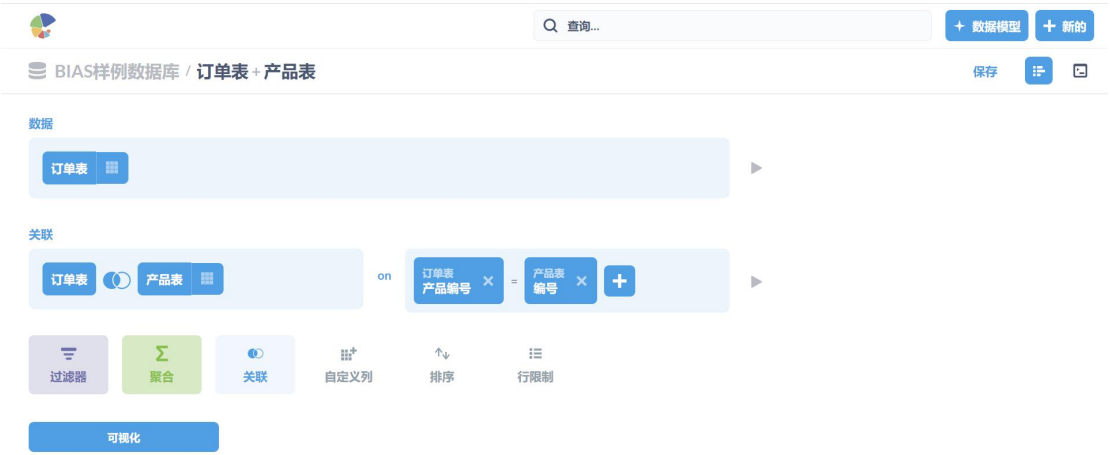 查询...
数据模型
新的
BIAS样例数据库 / 订单表 + 产品表
保存
数据
订单表
关联
订单表 产品表 on 订单表 产品编号 = 产品表 编号
过滤器 聚合 关联 自定义列 排序 行限制
可视化